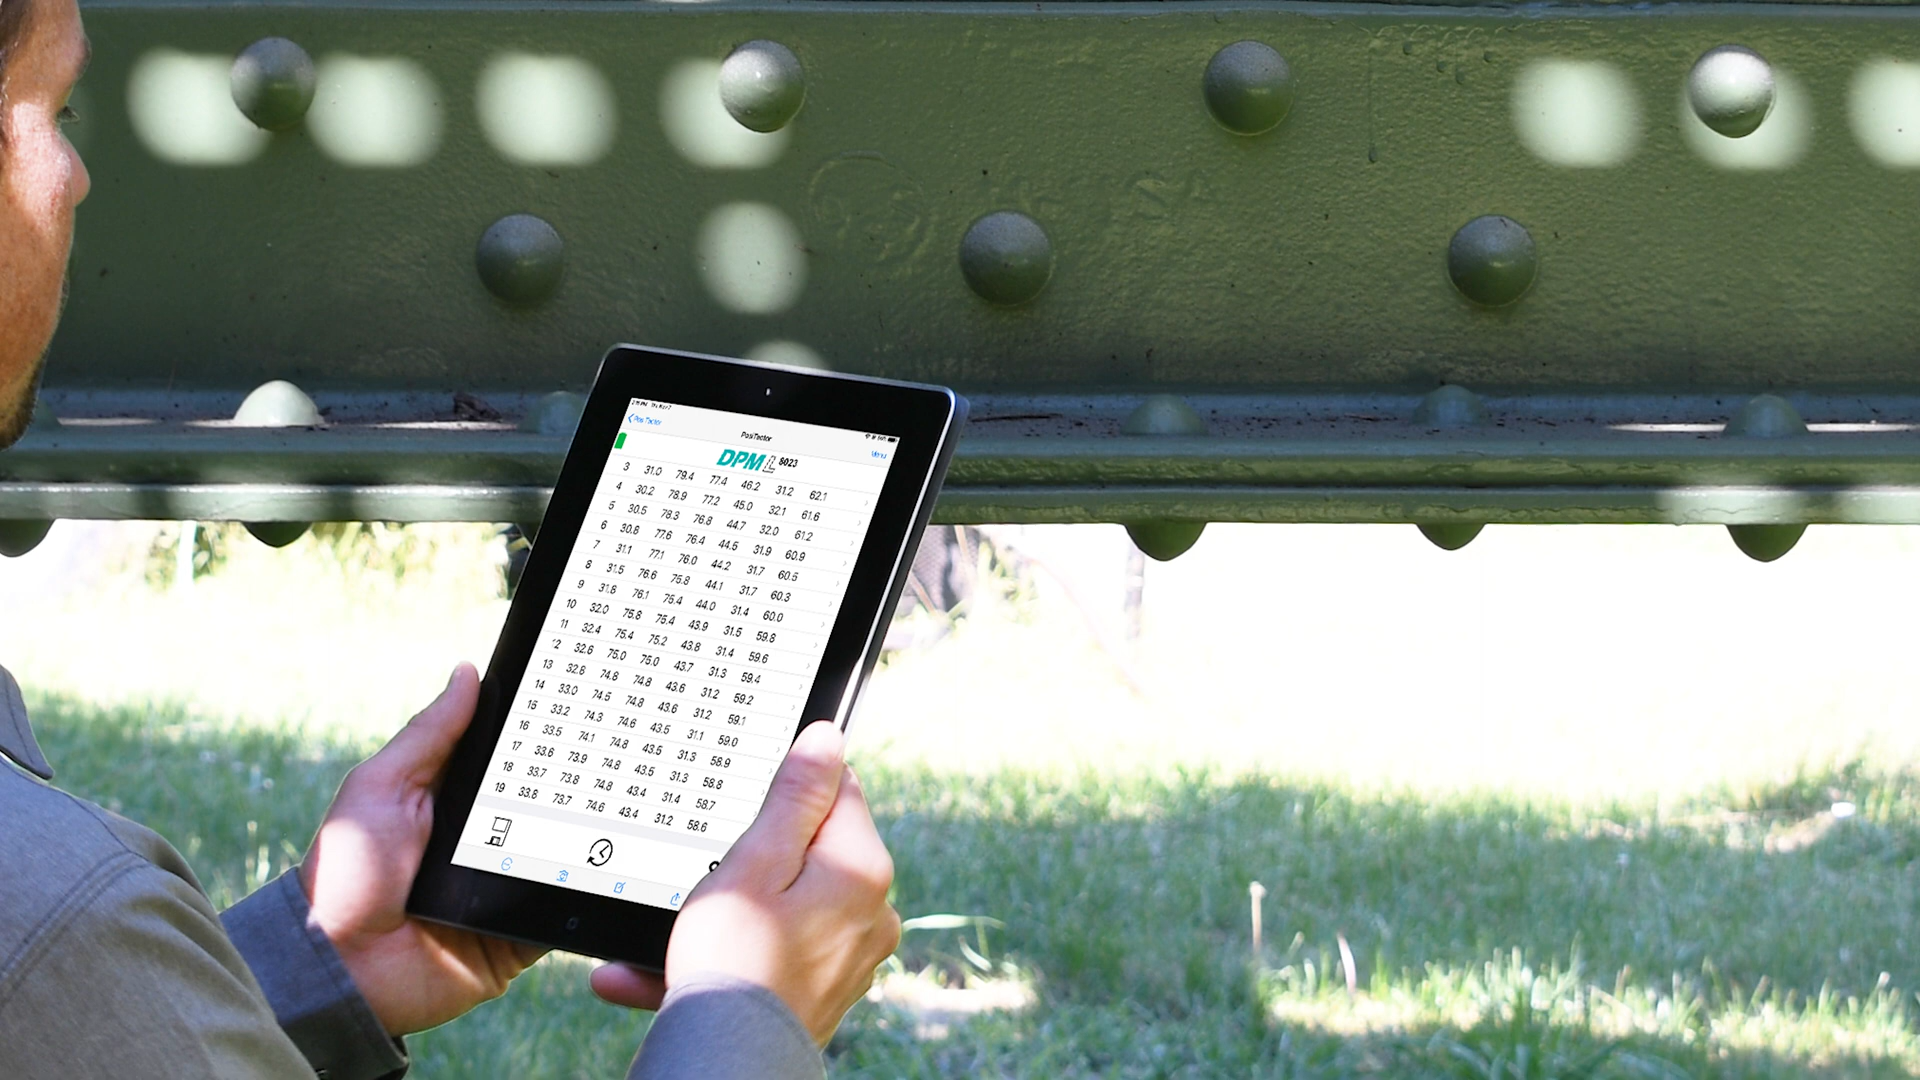 PosiTector
PosiTector
Menu
DPM L 8023
3 31.0 79.4 77.4 46.2 31.2 62.1
4 30.2 78.9 77.2 45.0 32.1 61.6
5 30.5 78.3 76.8 44.7 32.0 61.2
6 30.8 77.6 76.4 44.5 31.9 60.9
7 31.1 77.1 76.0 44.2 31.7 60.5
8 31.5 76.6 75.8 44.1 31.7 60.3
9 31.8 76.1 75.4 44.0 31.4 60.0
10 32.0 75.8 75.4 43.9 31.5 59.8
11 32.4 75.4 75.2 43.8 31.4 59.6
12 32.6 75.0 75.0 43.7 31.3 59.4
13 32.8 74.8 74.8 43.6 31.2 59.2
14 33.0 74.5 74.8 43.6 31.2 59.1
15 33.2 74.3 74.6 43.5 31.1 59.0
16 33.5 74.1 74.8 43.5 31.3 58.9
17 33.6 73.9 74.8 43.5 31.3 58.8
18 33.7 73.8 74.8 43.4 31.4 58.7
19 33.8 73.7 74.6 43.4 31.2 58.6